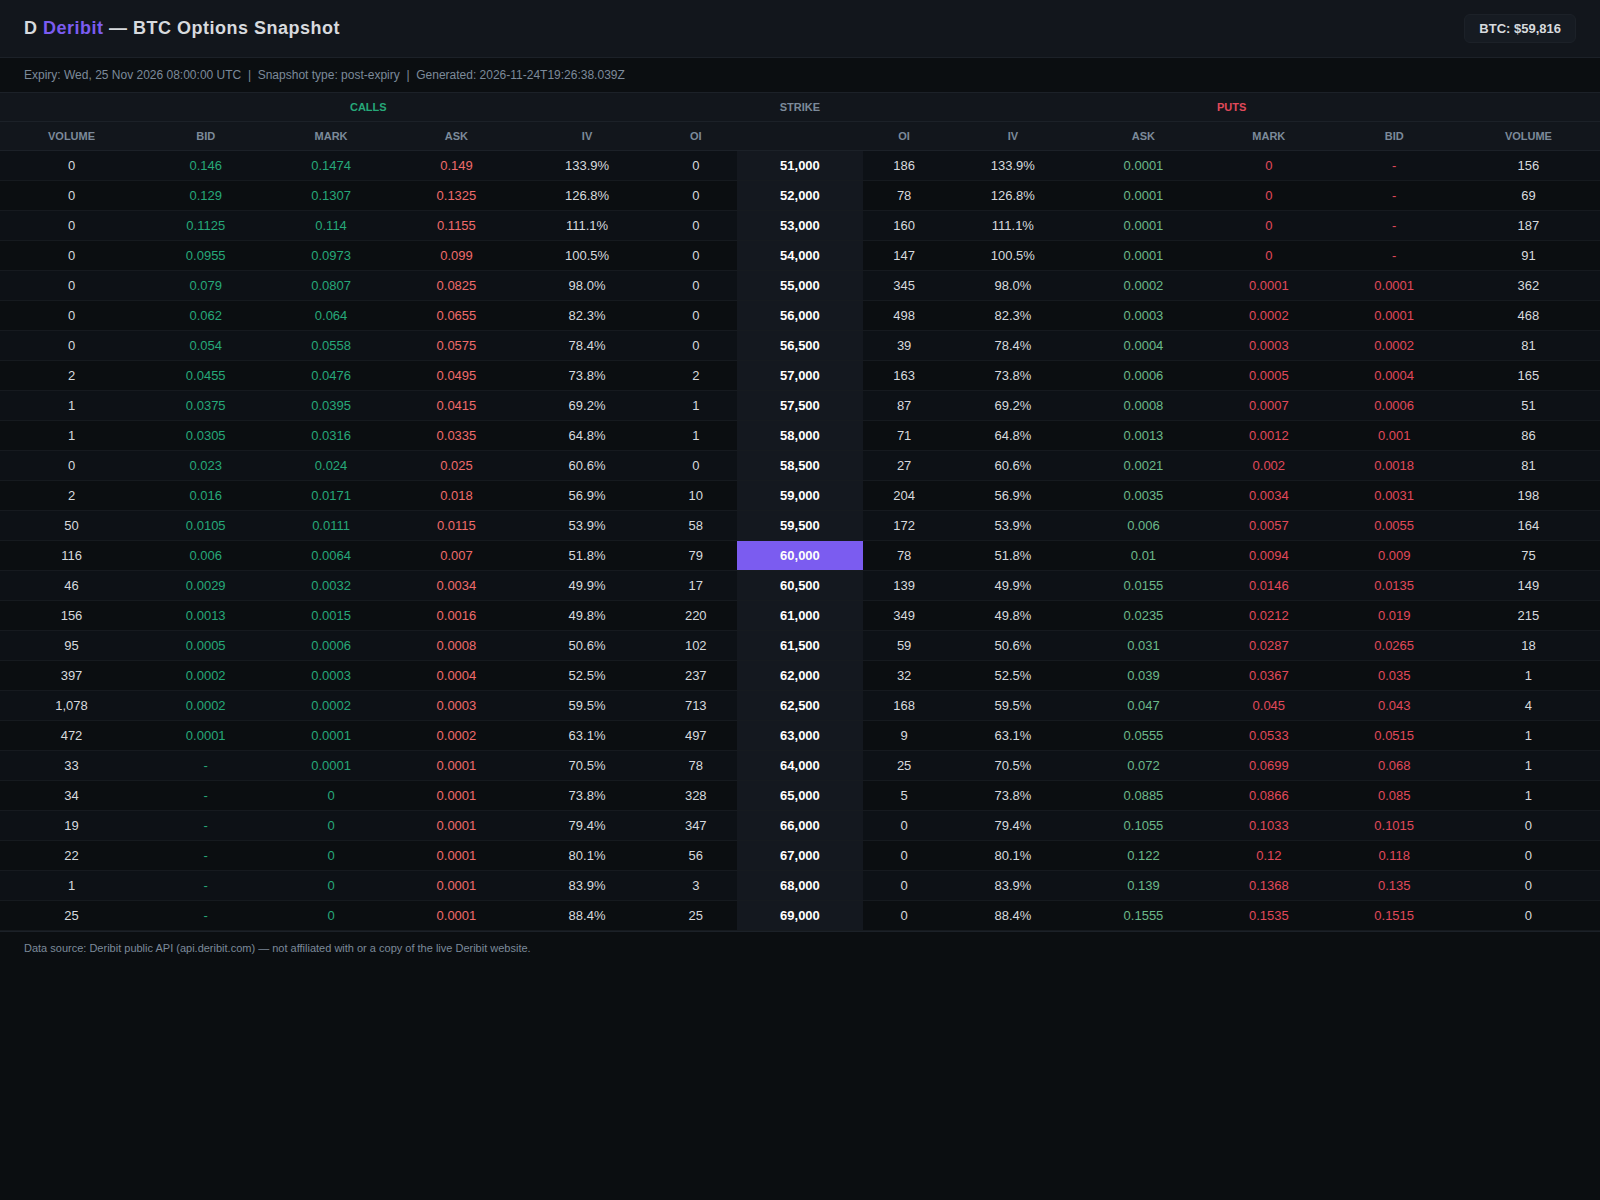 D Deribit — BTC Options Snapshot
BTC: $59,816
Expiry: Wed, 25 Nov 2026 08:00:00 UTC | Snapshot type: post-expiry | Generated: 2026-11-24T19:26:38.039Z
CALLS STRIKE PUTS
VOLUME BID MARK ASK IV OI OI IV ASK MARK BID VOLUME
0 0.146 0.1474 0.149 133.9% 0 51,000 186 133.9% 0.0001 0 - 156
0 0.129 0.1307 0.1325 126.8% 0 52,000 78 126.8% 0.0001 0 - 69
0 0.1125 0.114 0.1155 111.1% 0 53,000 160 111.1% 0.0001 0 - 187
0 0.0955 0.0973 0.099 100.5% 0 54,000 147 100.5% 0.0001 0 - 91
0 0.079 0.0807 0.0825 98.0% 0 55,000 345 98.0% 0.0002 0.0001 0.0001 362
0 0.062 0.064 0.0655 82.3% 0 56,000 498 82.3% 0.0003 0.0002 0.0001 468
0 0.054 0.0558 0.0575 78.4% 0 56,500 39 78.4% 0.0004 0.0003 0.0002 81
2 0.0455 0.0476 0.0495 73.8% 2 57,000 163 73.8% 0.0006 0.0005 0.0004 165
1 0.0375 0.0395 0.0415 69.2% 1 57,500 87 69.2% 0.0008 0.0007 0.0006 51
1 0.0305 0.0316 0.0335 64.8% 1 58,000 71 64.8% 0.0013 0.0012 0.001 86
0 0.023 0.024 0.025 60.6% 0 58,500 27 60.6% 0.0021 0.002 0.0018 81
2 0.016 0.0171 0.018 56.9% 10 59,000 204 56.9% 0.0035 0.0034 0.0031 198
50 0.0105 0.0111 0.0115 53.9% 58 59,500 172 53.9% 0.006 0.0057 0.0055 164
116 0.006 0.0064 0.007 51.8% 79 60,000 78 51.8% 0.01 0.0094 0.009 75
46 0.0029 0.0032 0.0034 49.9% 17 60,500 139 49.9% 0.0155 0.0146 0.0135 149
156 0.0013 0.0015 0.0016 49.8% 220 61,000 349 49.8% 0.0235 0.0212 0.019 215
95 0.0005 0.0006 0.0008 50.6% 102 61,500 59 50.6% 0.031 0.0287 0.0265 18
397 0.0002 0.0003 0.0004 52.5% 237 62,000 32 52.5% 0.039 0.0367 0.035 1
1,078 0.0002 0.0002 0.0003 59.5% 713 62,500 168 59.5% 0.047 0.045 0.043 4
472 0.0001 0.0001 0.0002 63.1% 497 63,000 9 63.1% 0.0555 0.0533 0.0515 1
33 - 0.0001 0.0001 70.5% 78 64,000 25 70.5% 0.072 0.0699 0.068 1
34 - 0 0.0001 73.8% 328 65,000 5 73.8% 0.0885 0.0866 0.085 1
19 - 0 0.0001 79.4% 347 66,000 0 79.4% 0.1055 0.1033 0.1015 0
22 - 0 0.0001 80.1% 56 67,000 0 80.1% 0.122 0.12 0.118 0
1 - 0 0.0001 83.9% 3 68,000 0 83.9% 0.139 0.1368 0.135 0
25 - 0 0.0001 88.4% 25 69,000 0 88.4% 0.1555 0.1535 0.1515 0
Data source: Deribit public API (api.deribit.com) — not affiliated with or a copy of the live Deribit website.